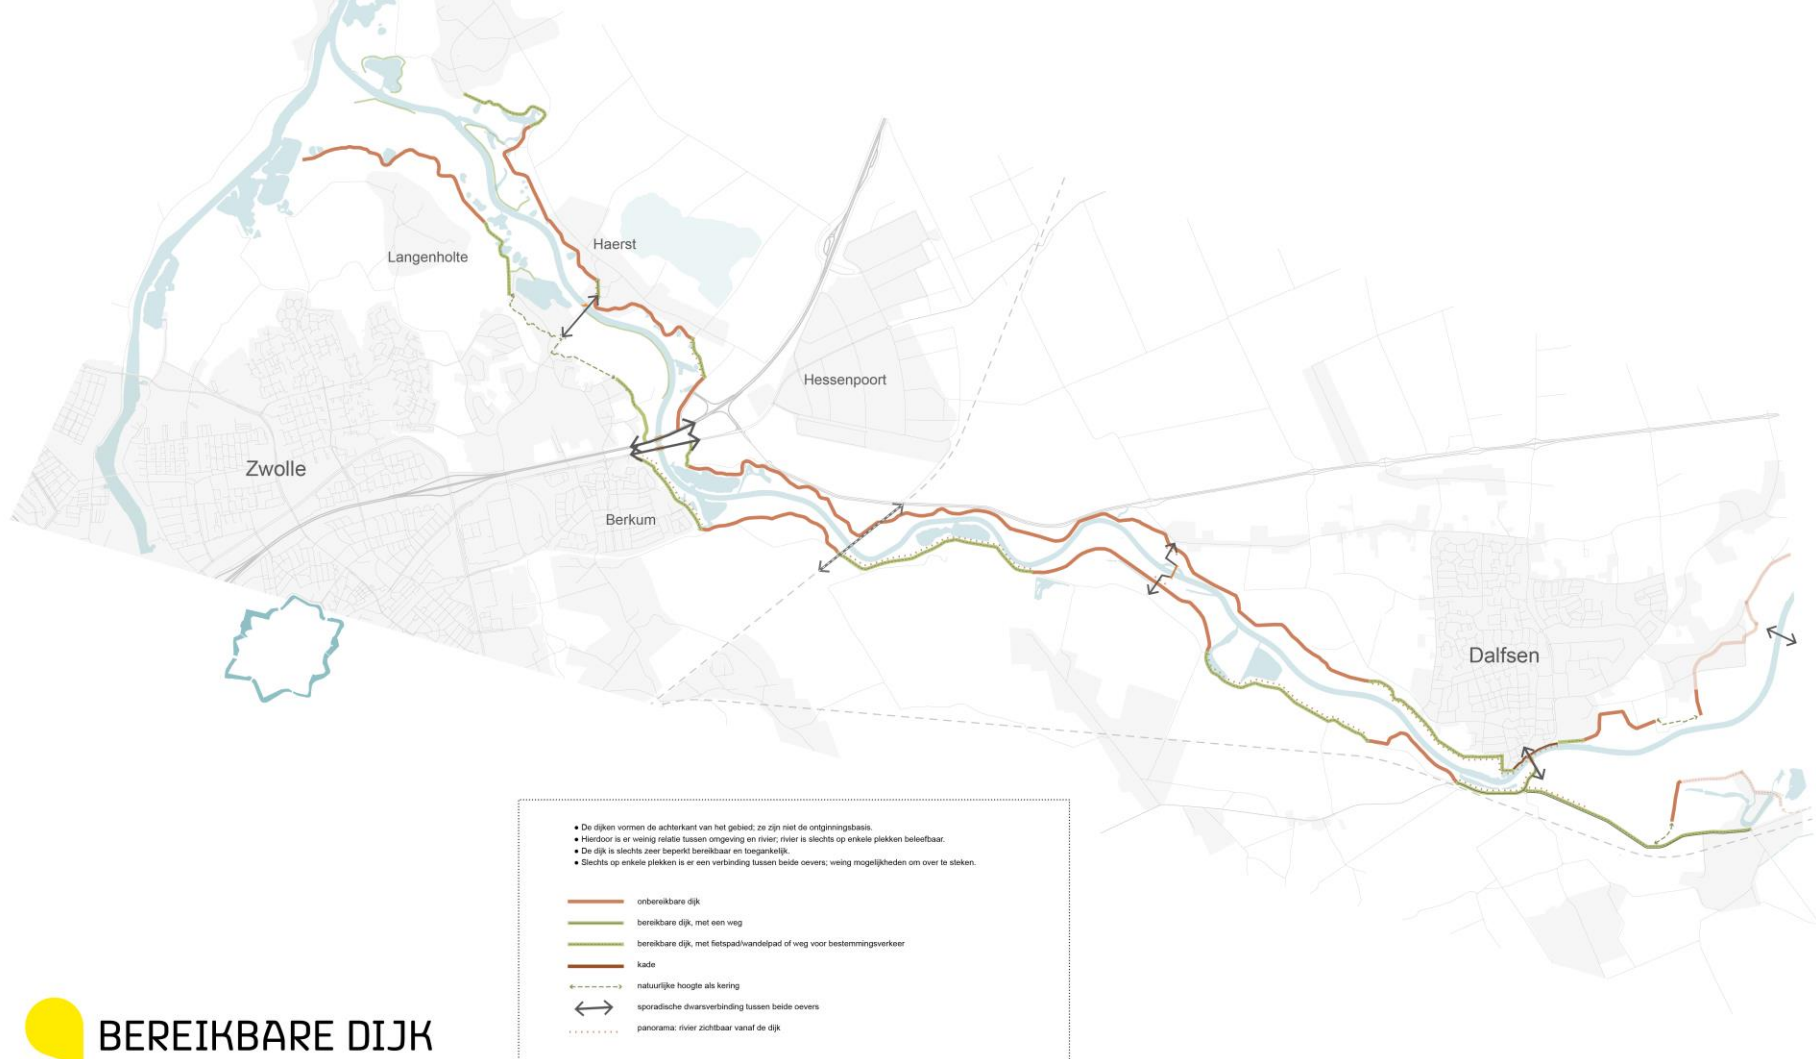 Haerst
Langenholte
Hessenpoort
Zwolle
Berkum
Dalfsen
● De dijken vormen de achterkant van het gebied; ze zijn niet de ontginningsbasis.
● Hierdoor is er weinig relatie tussen omgeving en rivier; rivier is slechts op enkele plekken beleefbaar.
● De dijk is slechts zeer beperkt bereikbaar en toegankelijk.
● Slechts op enkele plekken is er een verbinding tussen beide oevers; weing mogelijkheden om over te steken.
onbereikbare dijk
bereikbare dijk, met een weg
bereikbare dijk, met fietspad/wandelpad of weg voor bestemmingsverkeer
kade
natuurlijke hoogte als kering
sporadische dwarsverbinding tussen beide oevers
panorama: rivier zichtbaar vanaf de dijk
BEREIKBARE DIJK